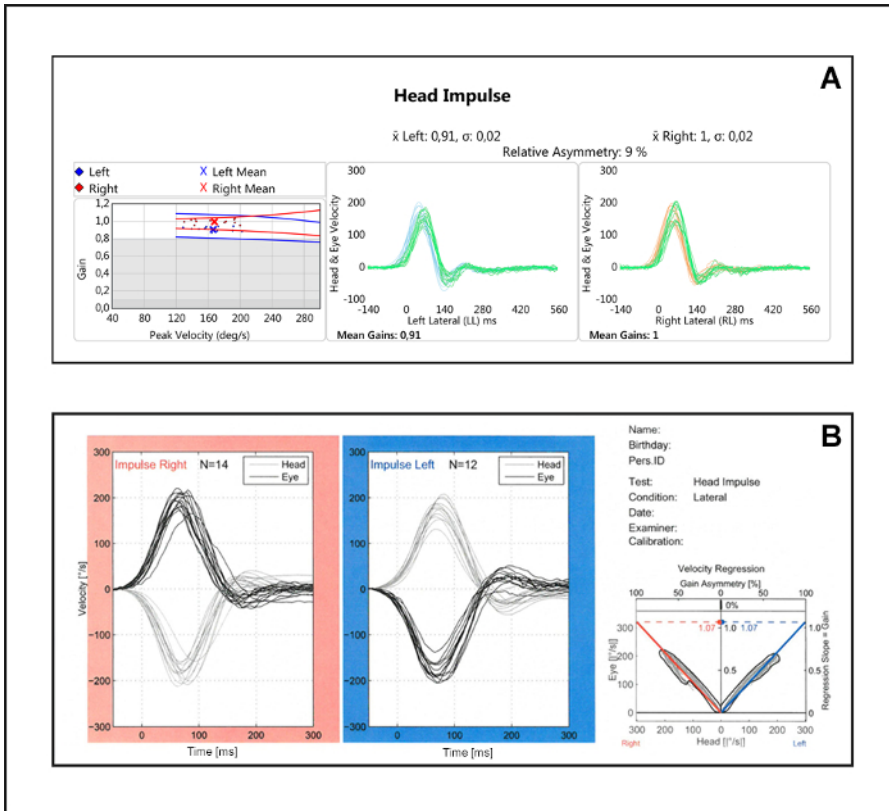 A
Head Impulse
x̄ Left: 0,91, σ: 0,02
x̄ Right: 1, σ: 0,02
Relative Asymmetry: 9 %
Left
Left Mean
Right
Right Mean
Gain
1,2
1,0
0,8
0,6
0,4
0,2
0,0
40 80 120 160 200 240 280
Peak Velocity (deg/s)
Head & Eye Velocity
300
200
100
0
-100
-140 0 140 280 420 560
Left Lateral (LL) ms
Mean Gains: 0,91
Head & Eye Velocity
300
200
100
0
-100
-140 0 140 280 420 560
Right Lateral (RL) ms
Mean Gains: 1
B
Impulse Right N=14
Head
Eye
Velocity [°/s]
300
200
100
0
-100
-200
-300
0 100 200 300
Time [ms]
Impulse Left N=12
Head
Eye
300
200
100
0
-100
-200
-300
0 100 200 300
Time [ms]
Name:
Birthday:
Pers.ID
Test: Head Impulse
Condition: Lateral
Date:
Examiner:
Calibration:
Velocity Regression
Gain Asymmetry [%]
100 50 0 50 100
0%
1.07 1.0 1.07
0.5
0
Eye [|°/s|]
300
200
100
0
1.0
0.5
0
Regression Slope = Gain
300 200 100 0 100 200 300
Right Head [|°/s|] Left